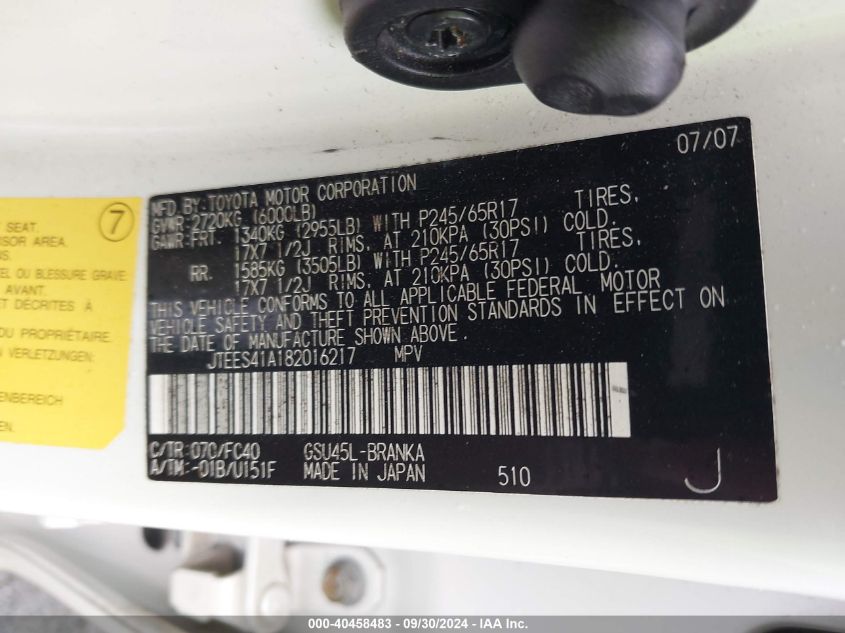 07/07
MFD.BY:TOYOTA MOTOR CORPORATION
GVWR:2720KG (6000LB)
GAWR:FRT. 1340KG (2955LB) WITH P245/65R17 TIRES,
17X7 1/2J RIMS, AT 210KPA (30PSI) COLD.
RR. 1585KG (3505LB) WITH P245/65R17 TIRES,
17X7 1/2J RIMS, AT 210KPA (30PSI) COLD.
THIS VEHICLE CONFORMS TO ALL APPLICABLE FEDERAL MOTOR
VEHICLE SAFETY AND THEFT PREVENTION STANDARDS IN EFFECT ON
THE DATE OF MANUFACTURE SHOWN ABOVE.
JTEES41A182016217 MPV
C/TR:070/FC40 GSU45L-BRANKA
A/TM:-01B/U151F MADE IN JAPAN 510 J
7
SEAT.
SOR AREA.
EL OU BLESSURE GRAVE
AVANT.
ET DÉCRITES À
U PROPRIÉTAIRE.
VERLETZUNGEN.
ENBEREICH
EN.
000-40458483 - 09/30/2024 - IAA Inc.